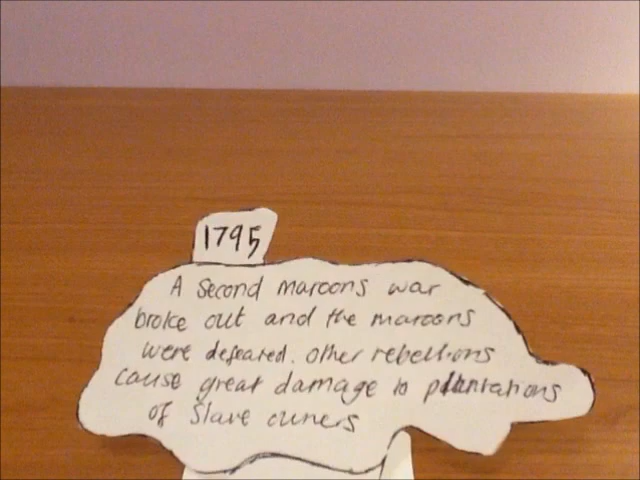 1795
A Second maroons war
broke out and the maroons
were defeated. other rebellions
cause great damage to plantations
of Slave owners